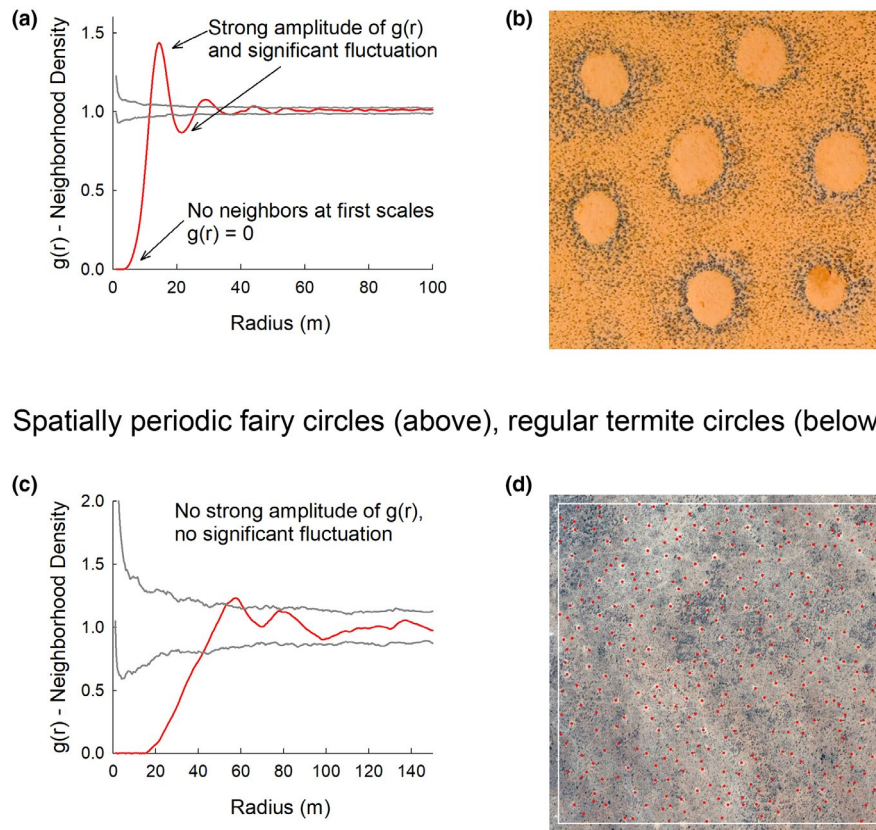 (a)
1.5
1.0
0.5
0.0
g(r) - Neighborhood Density
Strong amplitude of g(r)
and significant fluctuation
No neighbors at first scales
g(r) = 0
0 20 40 60 80 100
Radius (m)
(b)
Spatially periodic fairy circles (above), regular termite circles (below
(c)
2.0
1.5
1.0
0.5
0.0
g(r) - Neighborhood Density
No strong amplitude of g(r),
no significant fluctuation
0 20 40 60 80 100 120 140
Radius (m)
(d)